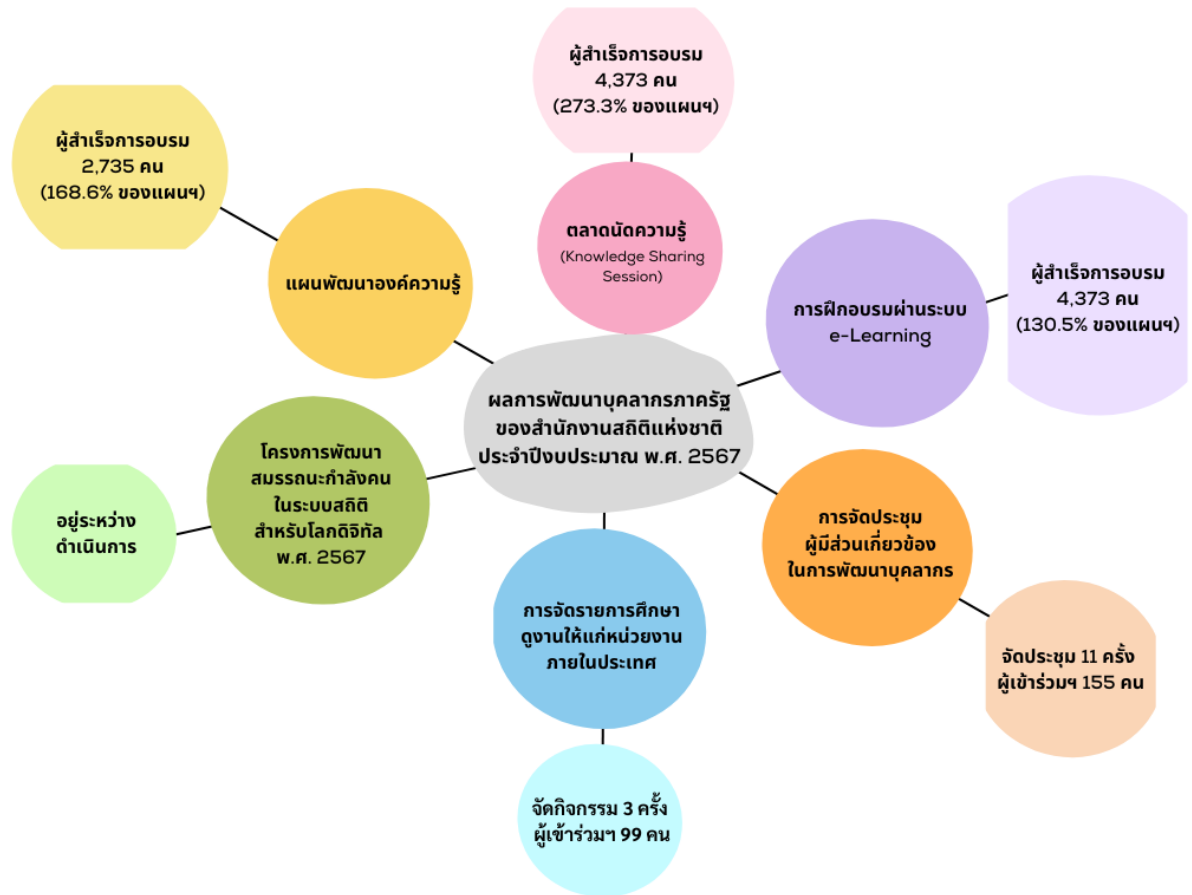 ผู้สำเร็จการอบรม
4,373 คน
(273.3% ของแผนฯ)
ตลาดนัดความรู้
(Knowledge Sharing
Session)
ผู้สำเร็จการอบรม
2,735 คน
(168.6% ของแผนฯ)
แผนพัฒนาองค์ความรู้
การฝึกอบรมผ่านระบบ
e-Learning
ผู้สำเร็จการอบรม
4,373 คน
(130.5% ของแผนฯ)
ผลการพัฒนาบุคลากรภาครัฐ
ของสำนักงานสถิติแห่งชาติ
ประจำปีงบประมาณ พ.ศ. 2567
โครงการพัฒนา
สมรรถนะกำลังคน
ในระบบสถิติ
สำหรับโลกดิจิทัล
พ.ศ. 2567
อยู่ระหว่าง
ดำเนินการ
การจัดประชุม
ผู้มีส่วนเกี่ยวข้อง
ในการพัฒนาบุคลากร
จัดประชุม 11 ครั้ง
ผู้เข้าร่วมฯ 155 คน
การจัดรายการศึกษา
ดูงานให้แก่หน่วยงาน
ภายในประเทศ
จัดกิจกรรม 3 ครั้ง
ผู้เข้าร่วมฯ 99 คน